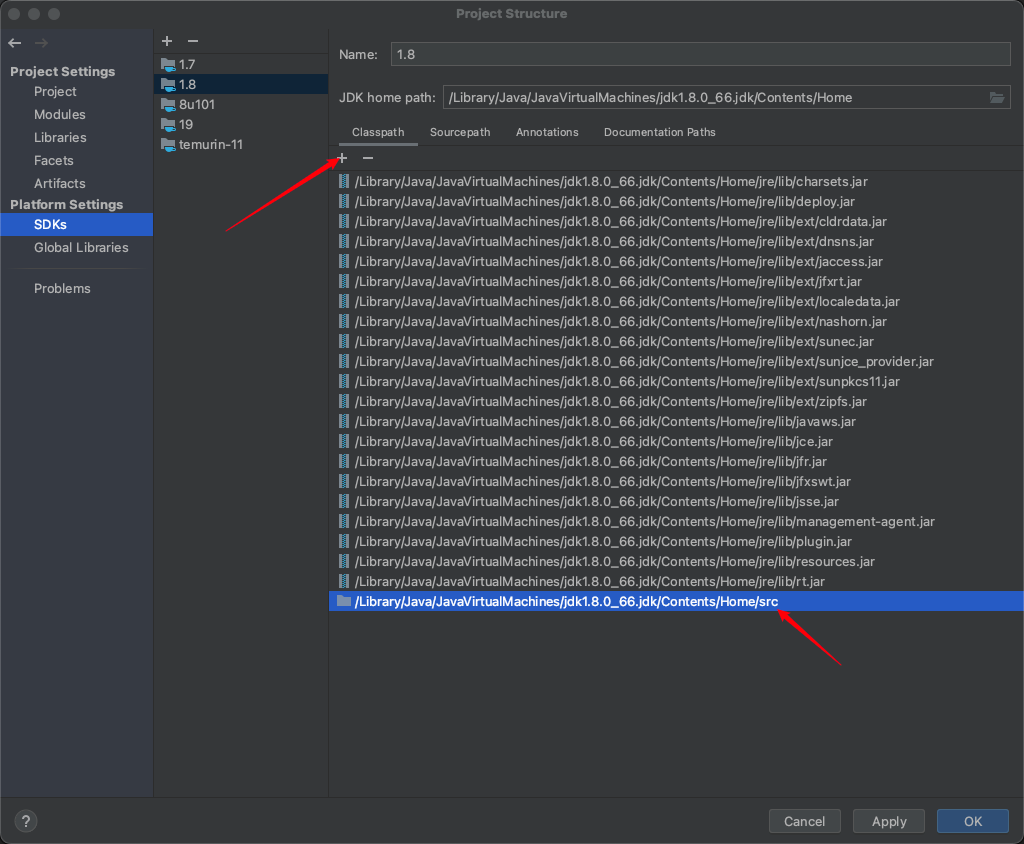 Project Structure
Project Settings
Project
Modules
Libraries
Facets
Artifacts
Platform Settings
SDKs
Global Libraries
Problems
1.7
1.8
8u101
19
temurin-11
Name: 1.8
JDK home path: /Library/Java/JavaVirtualMachines/jdk1.8.0_66.jdk/Contents/Home
Classpath Sourcepath Annotations Documentation Paths
/Library/Java/JavaVirtualMachines/jdk1.8.0_66.jdk/Contents/Home/jre/lib/charsets.jar
/Library/Java/JavaVirtualMachines/jdk1.8.0_66.jdk/Contents/Home/jre/lib/deploy.jar
/Library/Java/JavaVirtualMachines/jdk1.8.0_66.jdk/Contents/Home/jre/lib/ext/cldrdata.jar
/Library/Java/JavaVirtualMachines/jdk1.8.0_66.jdk/Contents/Home/jre/lib/ext/dnsns.jar
/Library/Java/JavaVirtualMachines/jdk1.8.0_66.jdk/Contents/Home/jre/lib/ext/jaccess.jar
/Library/Java/JavaVirtualMachines/jdk1.8.0_66.jdk/Contents/Home/jre/lib/ext/jfxrt.jar
/Library/Java/JavaVirtualMachines/jdk1.8.0_66.jdk/Contents/Home/jre/lib/ext/localedata.jar
/Library/Java/JavaVirtualMachines/jdk1.8.0_66.jdk/Contents/Home/jre/lib/ext/nashorn.jar
/Library/Java/JavaVirtualMachines/jdk1.8.0_66.jdk/Contents/Home/jre/lib/ext/sunec.jar
/Library/Java/JavaVirtualMachines/jdk1.8.0_66.jdk/Contents/Home/jre/lib/ext/sunjce_provider.jar
/Library/Java/JavaVirtualMachines/jdk1.8.0_66.jdk/Contents/Home/jre/lib/ext/sunpkcs11.jar
/Library/Java/JavaVirtualMachines/jdk1.8.0_66.jdk/Contents/Home/jre/lib/ext/zipfs.jar
/Library/Java/JavaVirtualMachines/jdk1.8.0_66.jdk/Contents/Home/jre/lib/javaws.jar
/Library/Java/JavaVirtualMachines/jdk1.8.0_66.jdk/Contents/Home/jre/lib/jce.jar
/Library/Java/JavaVirtualMachines/jdk1.8.0_66.jdk/Contents/Home/jre/lib/jfr.jar
/Library/Java/JavaVirtualMachines/jdk1.8.0_66.jdk/Contents/Home/jre/lib/jfxswt.jar
/Library/Java/JavaVirtualMachines/jdk1.8.0_66.jdk/Contents/Home/jre/lib/jsse.jar
/Library/Java/JavaVirtualMachines/jdk1.8.0_66.jdk/Contents/Home/jre/lib/management-agent.jar
/Library/Java/JavaVirtualMachines/jdk1.8.0_66.jdk/Contents/Home/jre/lib/plugin.jar
/Library/Java/JavaVirtualMachines/jdk1.8.0_66.jdk/Contents/Home/jre/lib/resources.jar
/Library/Java/JavaVirtualMachines/jdk1.8.0_66.jdk/Contents/Home/jre/lib/rt.jar
/Library/Java/JavaVirtualMachines/jdk1.8.0_66.jdk/Contents/Home/src
? Cancel Apply OK